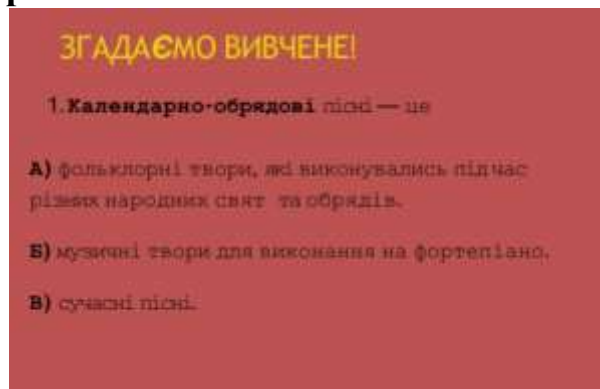 ЗГАДАЄМО ВИВЧЕНЕ!
1.Календарно-обрядові пісні — це
А) фольклорні твори, які виконувались під час
різних народних свят та обрядів.
Б) музичні твори для виконання на фортепіано.
В) сучасні пісні.